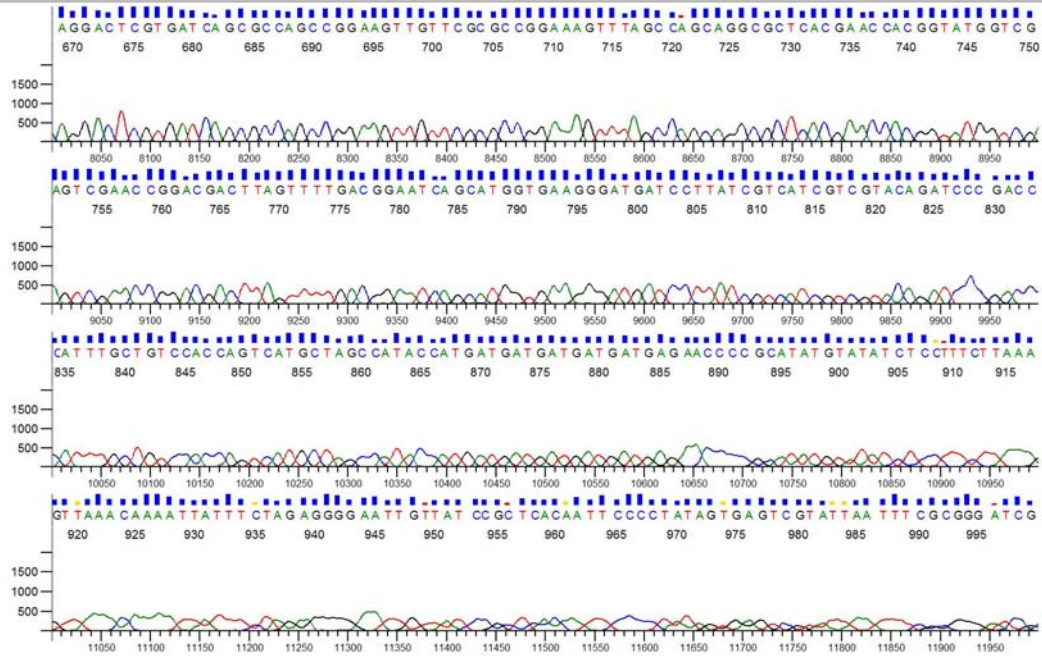 AGGACTCGTGATCAGCGCCAGCCGGAAGTTGTTCGCGCCGGAAAGTTTAGCCAGCAGGCGCTCACGAACCACGGTATGGTCG
670 675 680 685 690 695 700 705 710 715 720 725 730 735 740 745 750
1500
1000
500
8050 8100 8150 8200 8250 8300 8350 8400 8450 8500 8550 8600 8650 8700 8750 8800 8850 8900 8950
AGTCGAACCGGACGACTTAGTTTTGACGGAATCAGCATGGTGAAGGGATGATCCTTATCGTCATCGTCGTACAGATCCC GACC
755 760 765 770 775 780 785 790 795 800 805 810 815 820 825 830
1500
1000
500
9050 9100 9150 9200 9250 9300 9350 9400 9450 9500 9550 9600 9650 9700 9750 9800 9850 9900 9950
CATTTGCTGTCCACCAGTCATGCTAGCCATACCATGATGATGATGATGATGAGAACCCCGCATATGTATATCTCCTTTCTTAAA
835 840 845 850 855 860 865 870 875 880 885 890 895 900 905 910 915
1500
1000
500
10050 10100 10150 10200 10250 10300 10350 10400 10450 10500 10550 10600 10650 10700 10750 10800 10850 10900 10950
GTTAAACAAAATTATTTCTAGAGGGGAATTGTTAT CCGCTCACAATTCCCCTATAGTGAGTCGTATTAA TTTCGCGGG ATCG
920 925 930 935 940 945 950 955 960 965 970 975 980 985 990 995
1500
1000
500
11050 11100 11150 11200 11250 11300 11350 11400 11450 11500 11550 11600 11650 11700 11750 11800 11850 11900 11950